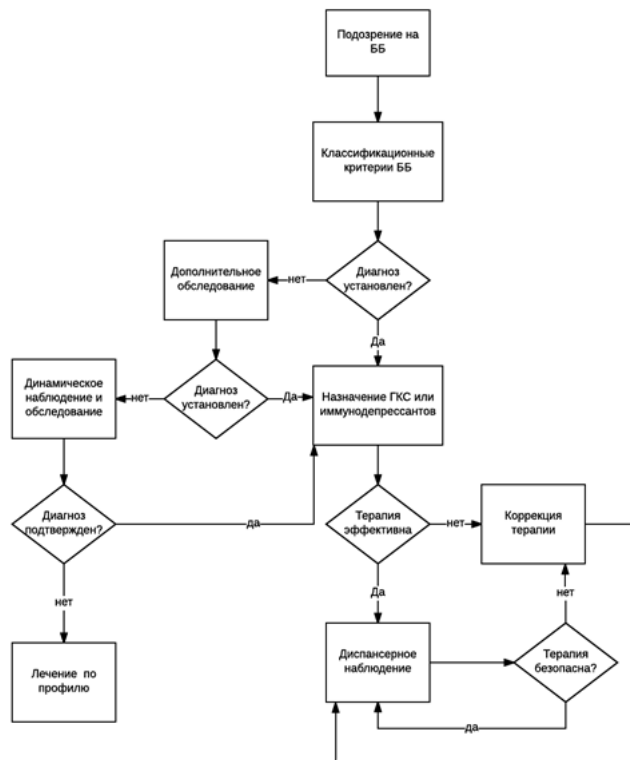 Подозрение на
ББ
Классификационные
критерии ББ
Диагноз
установлен?
нет
Дополнительное
обследование
Да
Диагноз
установлен?
нет
Да
Динамическое
наблюдение и
обследование
Назначение ГКС или
иммунодепрессантов
Диагноз
подтвержден?
да
Терапия
эффективна
нет
Коррекция
терапии
нет
Да
нет
Лечение по
профилю
Диспансерное
наблюдение
Терапия
безопасна?
да